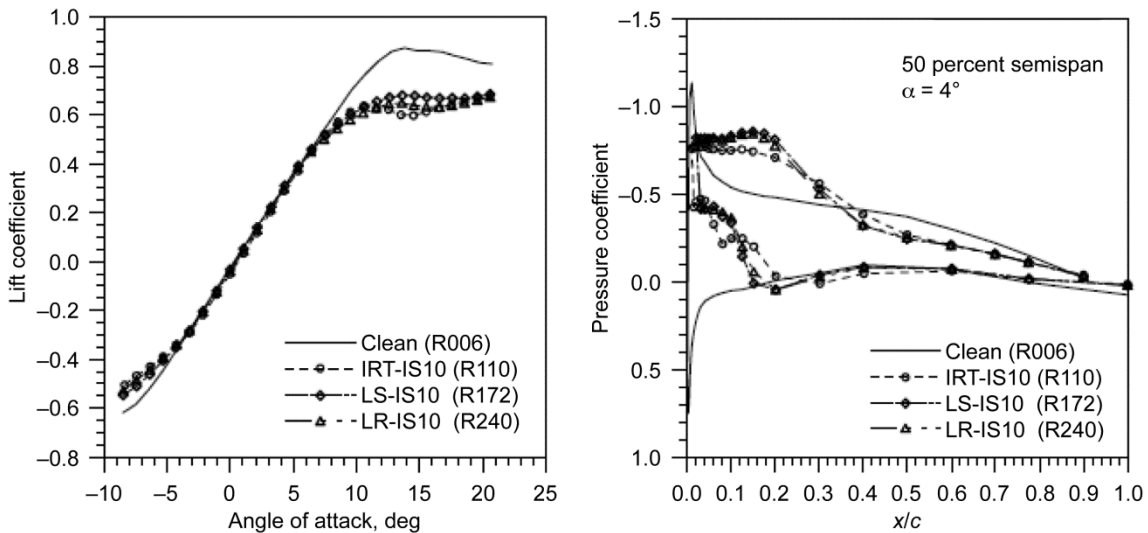 1.0
0.8
0.6
0.4
0.2
0.0
–0.2
–0.4
–0.6
–0.8
Lift coefficient
–10
–5
0
5
10
15
20
25
Angle of attack, deg
Clean (R006)
IRT-IS10 (R110)
LS-IS10 (R172)
LR-IS10 (R240)
–1.5
–1.0
–0.5
0.0
0.5
1.0
Pressure coefficient
50 percent semispan
α = 4°
Clean (R006)
IRT-IS10 (R110)
LS-IS10 (R172)
LR-IS10 (R240)
0.0
0.1
0.2
0.3
0.4
0.5
0.6
0.7
0.8
0.9
1.0
x/c